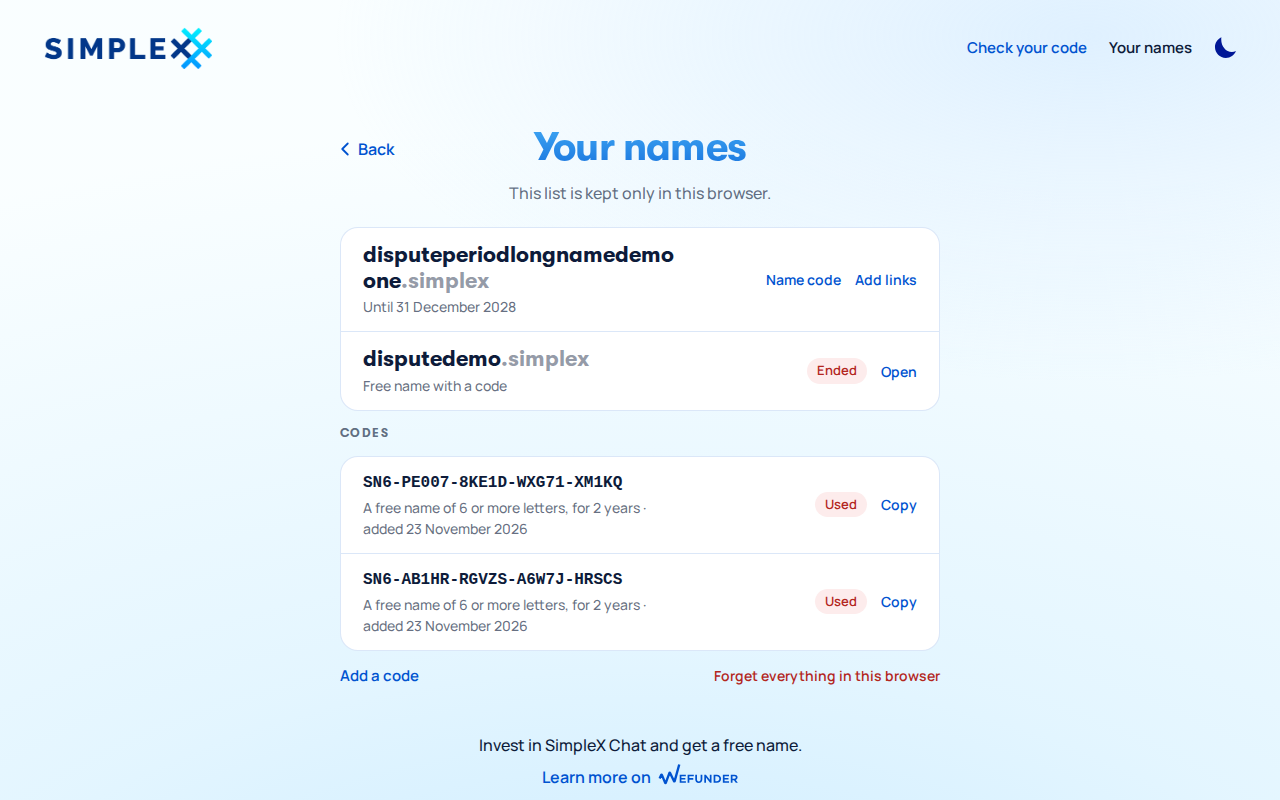 SIMPLEX
Check your code
Your names
Back
Your names
This list is kept only in this browser.
disputeperiodlongnamedemo
one.simplex
Until 31 December 2028
Name code
Add links
disputedemo.simplex
Free name with a code
Ended
Open
CODES
SN6-PE007-8KE1D-WXG71-XM1KQ
A free name of 6 or more letters, for 2 years ·
added 23 November 2026
Used
Copy
SN6-AB1HR-RGVZS-A6W7J-HRSCS
A free name of 6 or more letters, for 2 years ·
added 23 November 2026
Used
Copy
Add a code
Forget everything in this browser
Invest in SimpleX Chat and get a free name.
Learn more on WEFUNDER